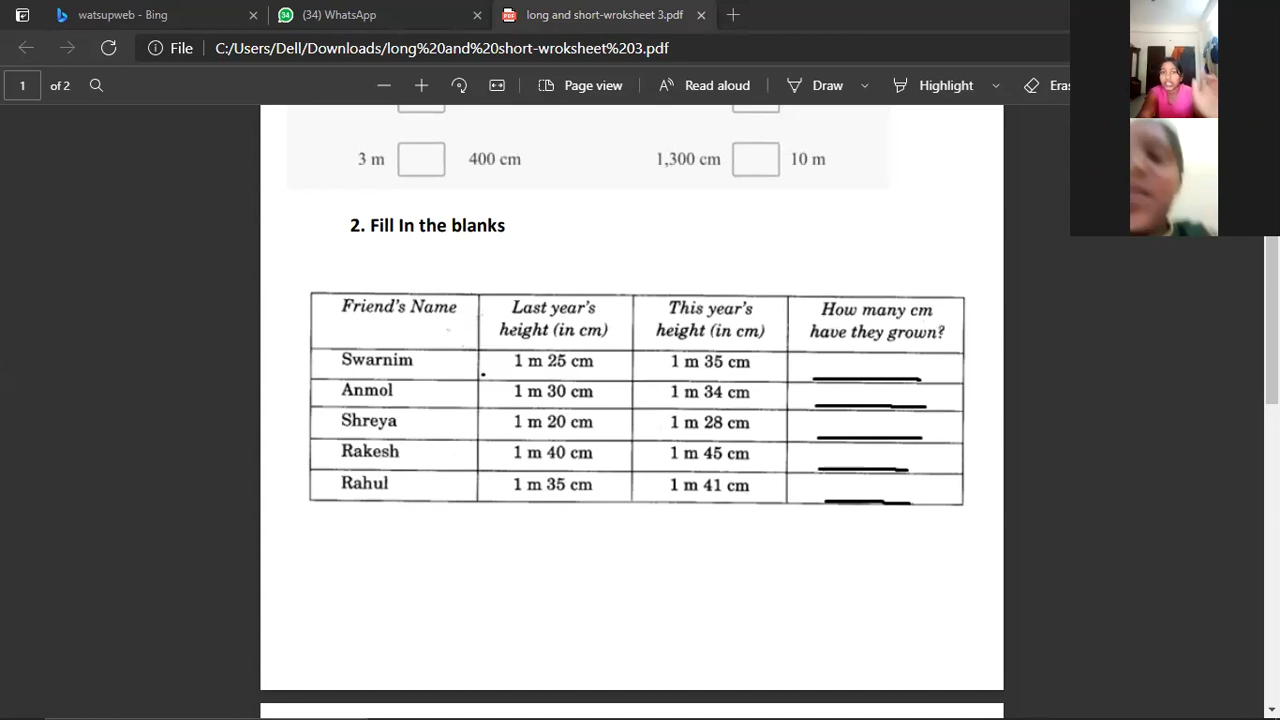 watsupweb - Bing
(34) WhatsApp
long and short-wroksheet 3.pdf
File C:/Users/Dell/Downloads/long%20and%20short-wroksheet%203.pdf
1 of 2 Page view Read aloud Draw Highlight Eras
3 m 400 cm 1,300 cm 10 m
2. Fill In the blanks
Friend's Name Last year's height (in cm) This year's height (in cm) How many cm have they grown?
Swarnim 1 m 25 cm 1 m 35 cm
Anmol 1 m 30 cm 1 m 34 cm
Shreya 1 m 20 cm 1 m 28 cm
Rakesh 1 m 40 cm 1 m 45 cm
Rahul 1 m 35 cm 1 m 41 cm